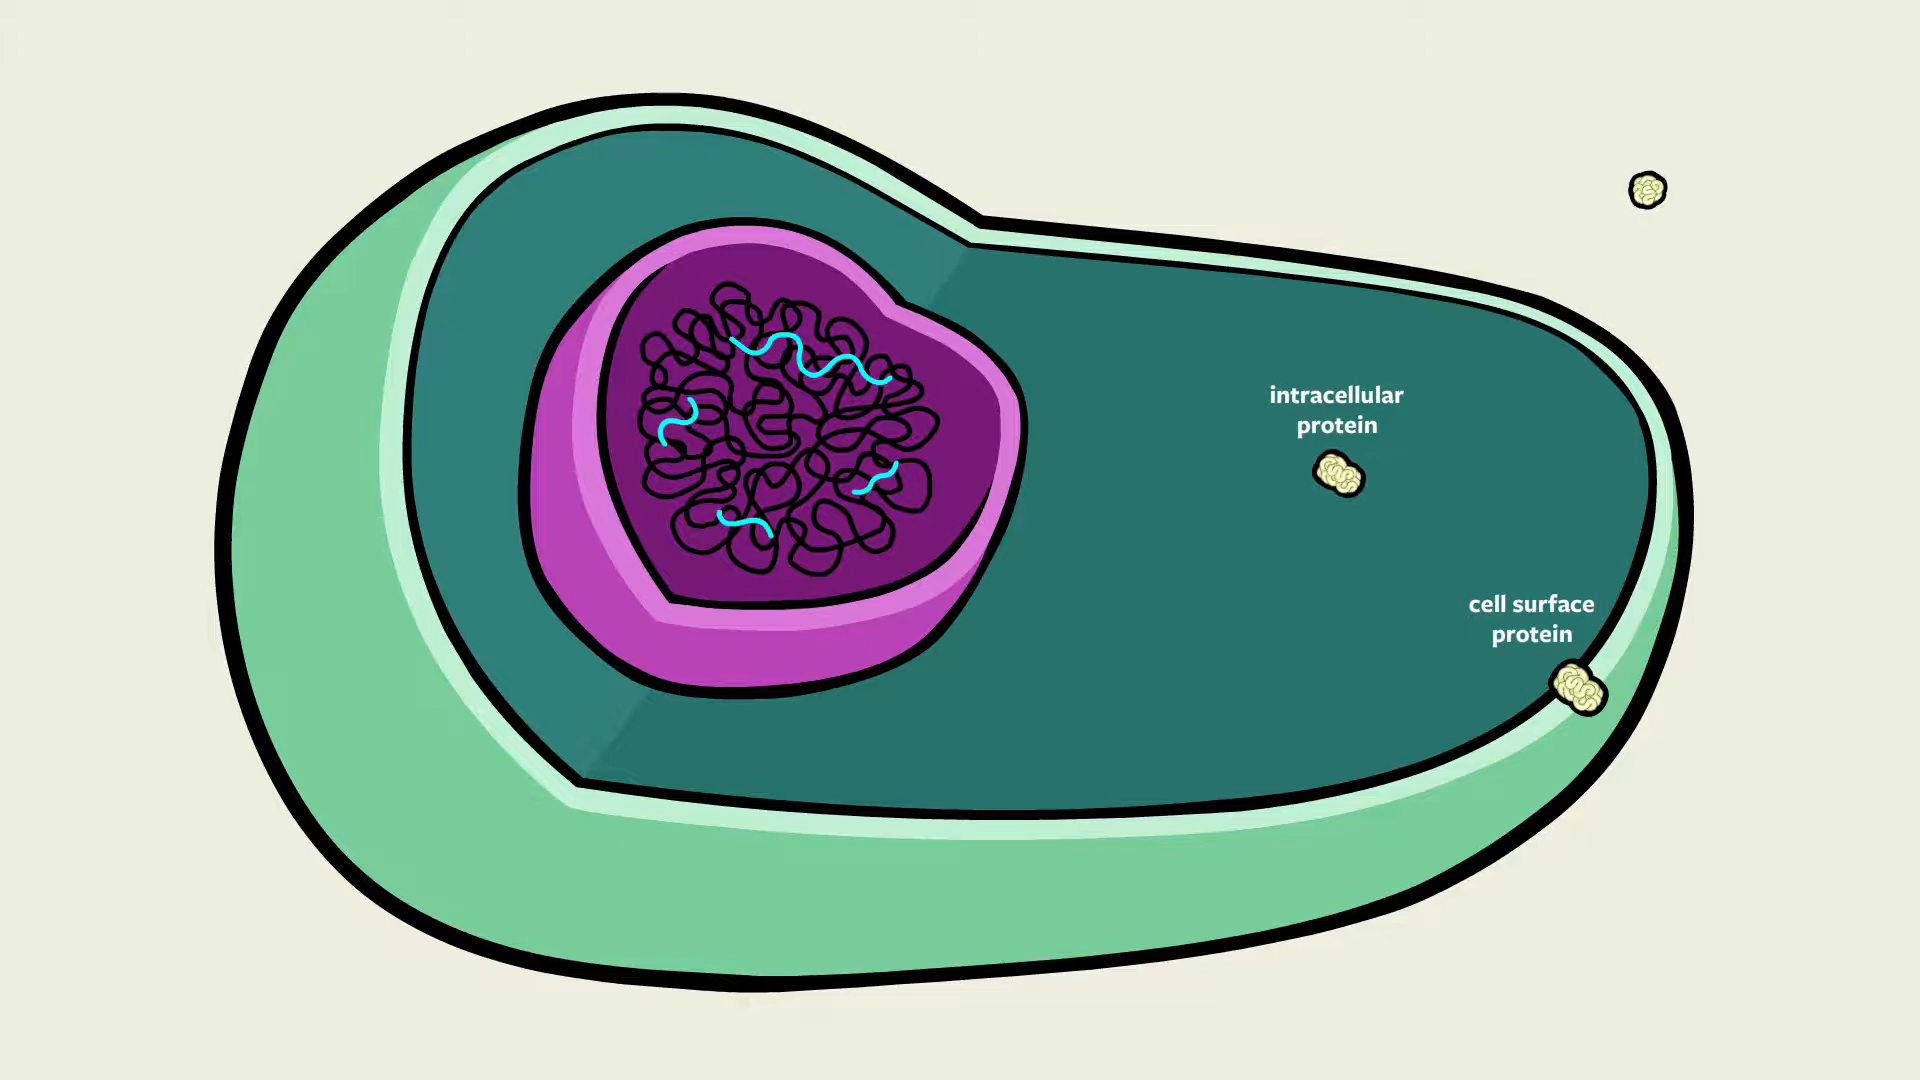 intracellular
protein
cell surface
protein